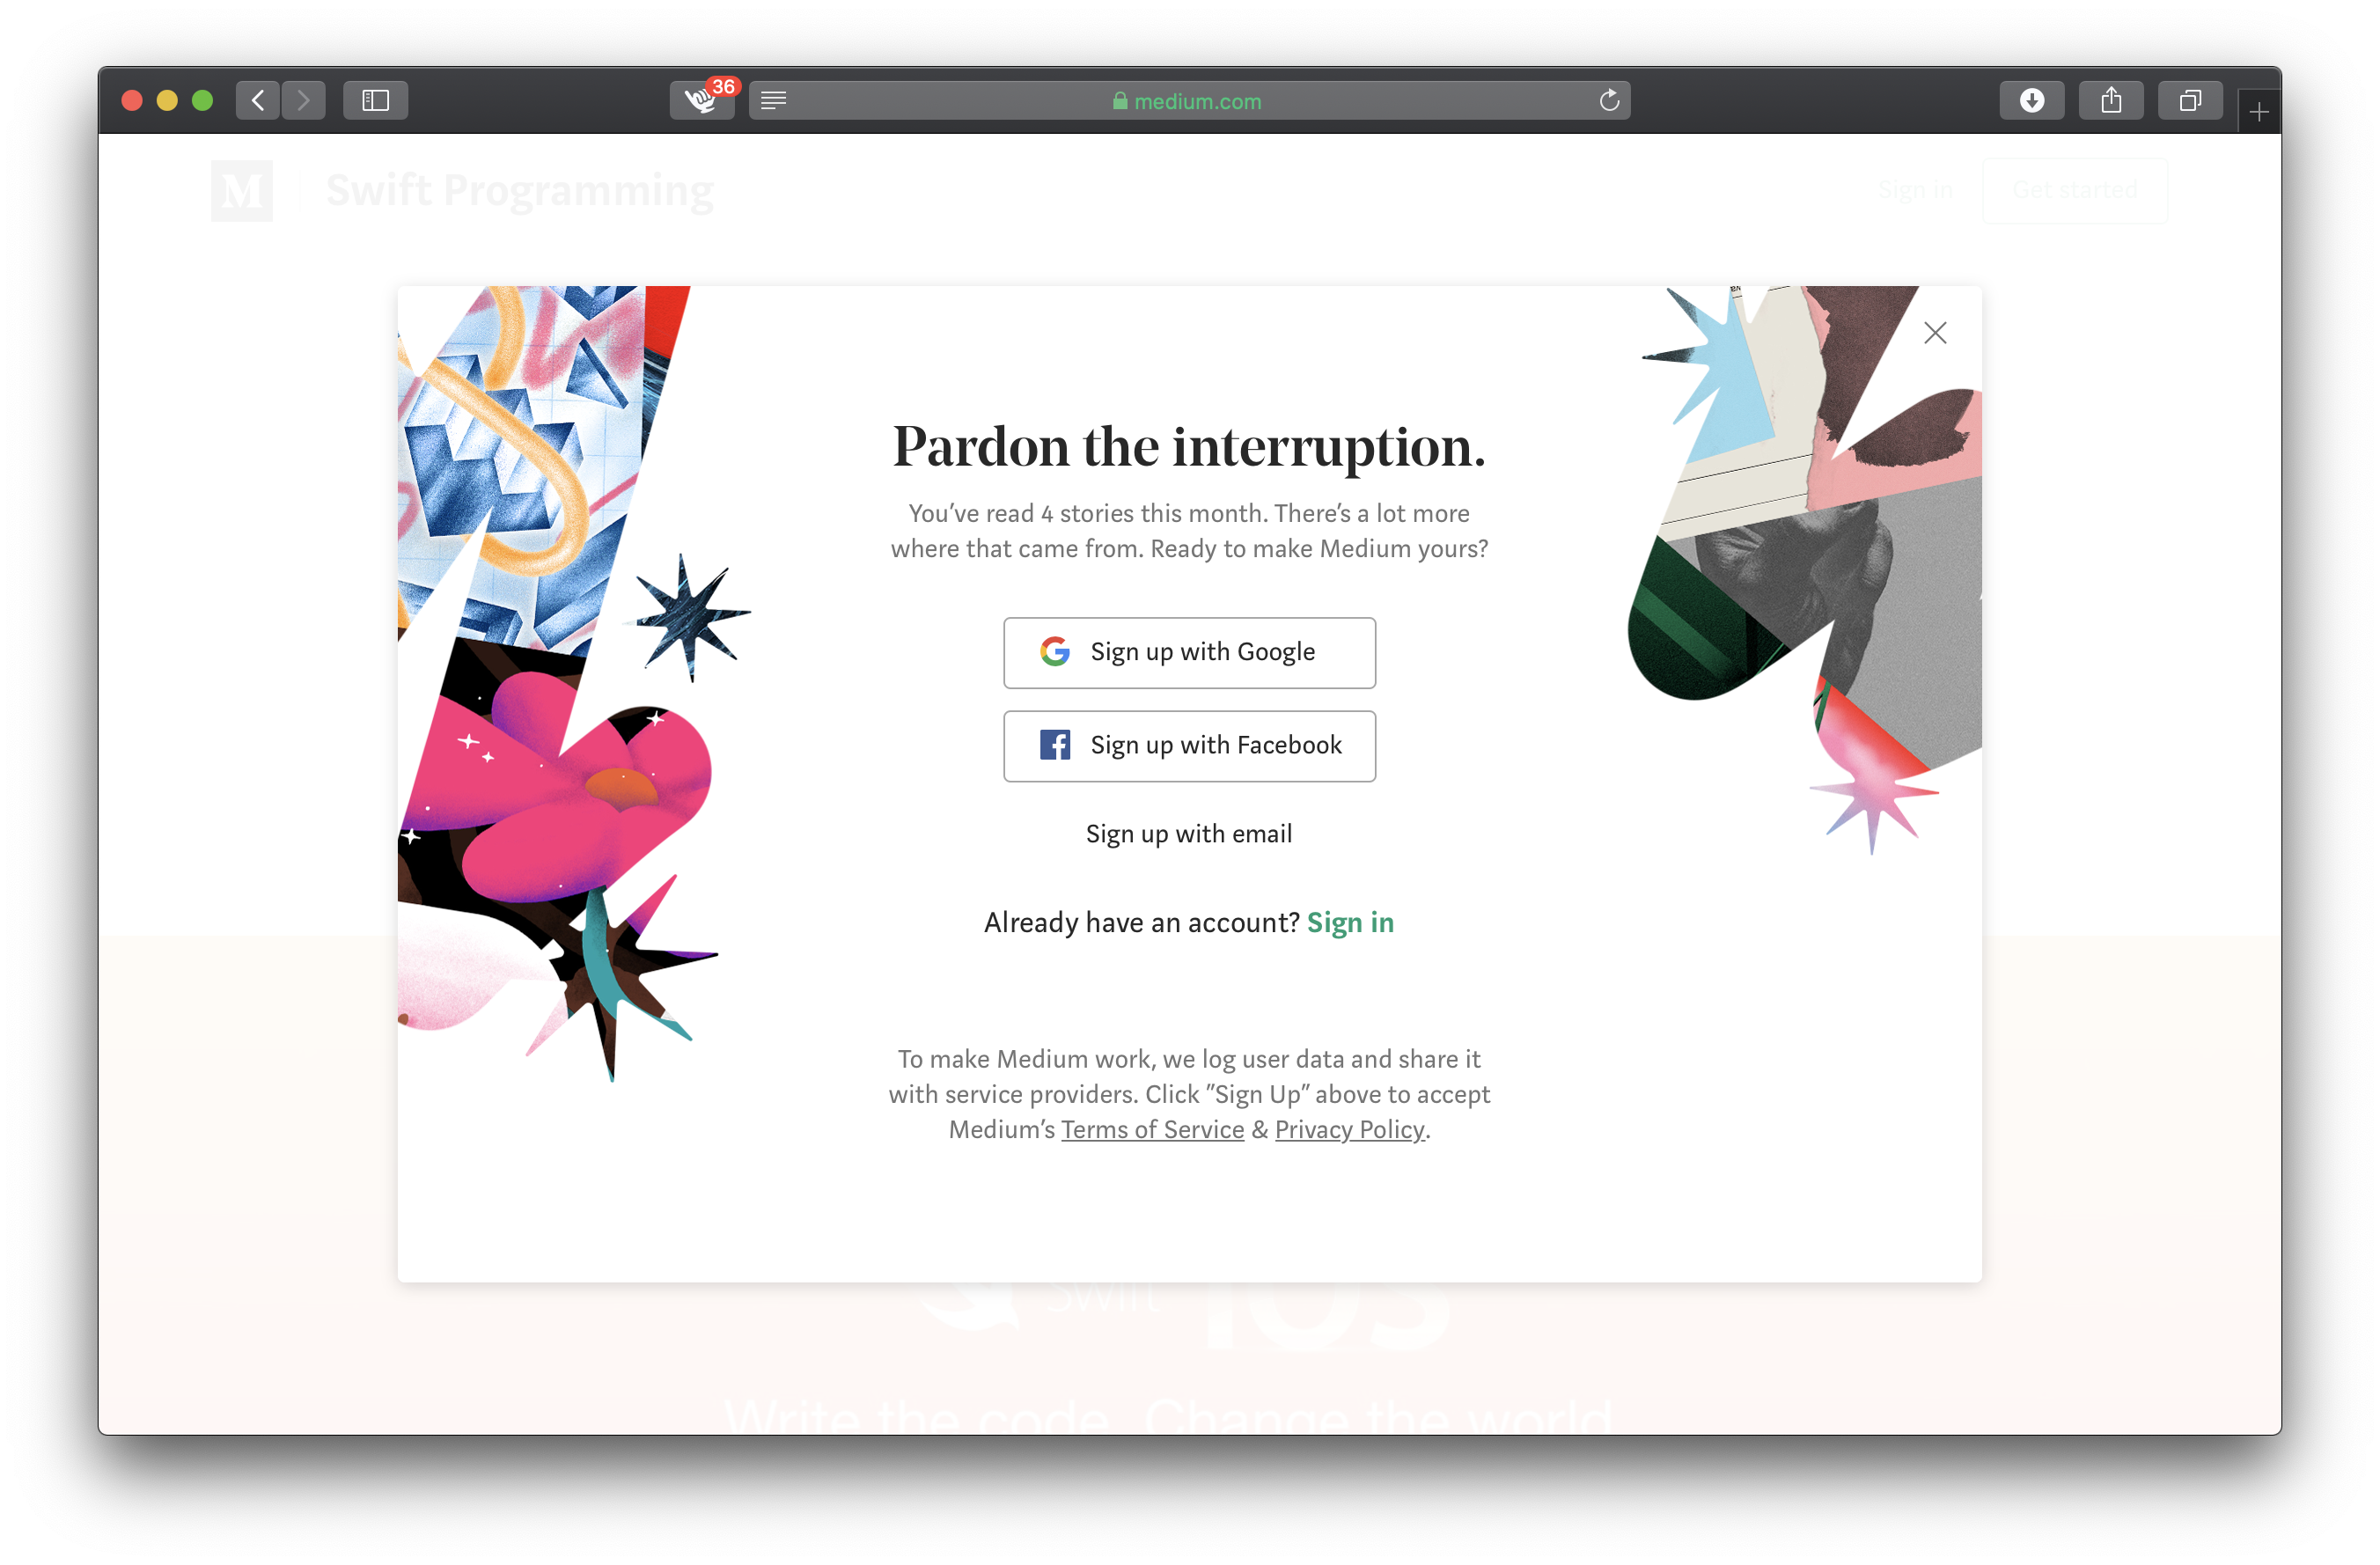 36
medium.com
M
Swift Programming
Sign in
Get started
Pardon the interruption.
You’ve read 4 stories this month. There’s a lot more
where that came from. Ready to make Medium yours?
Sign up with Google
Sign up with Facebook
Sign up with email
Already have an account? Sign in
To make Medium work, we log user data and share it
with service providers. Click “Sign Up” above to accept
Medium’s Terms of Service & Privacy Policy.
Swift iOS
Write the code. Change the world.